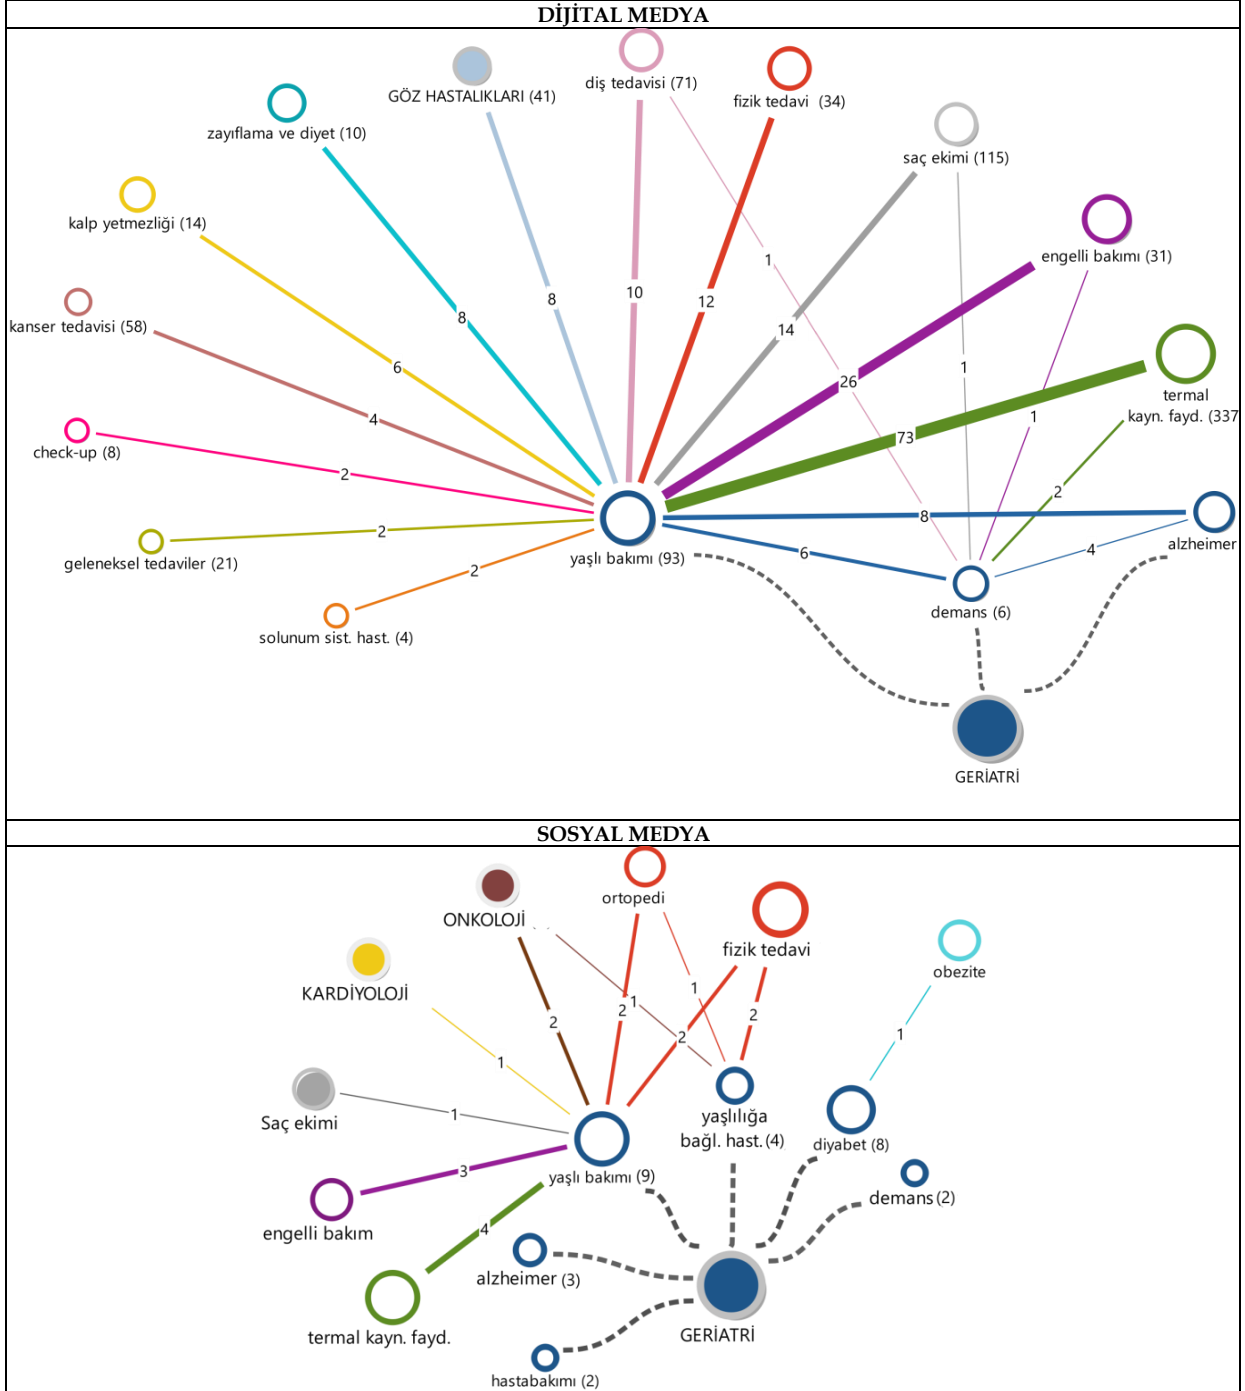 DİJİTAL MEDYA
diş tedavisi (71)
GÖZ HASTALIKLARI (41)
fizik tedavi (34)
zayıflama ve diyet (10)
saç ekimi (115)
kalp yetmezliği (14)
engelli bakımı (31)
kanser tedavisi (58)
termal
kayn. fayd. (337
check-up (8)
geleneksel tedaviler (21)
solunum sist. hast. (4)
yaşlı bakımı (93)
alzheimer
demans (6)
GERİATRİ
8
8
10
12
14
1
1
26
1
73
2
6
4
2
2
2
8
6
4
SOSYAL MEDYA
ONKOLOJİ
ortopedi
fizik tedavi
obezite
KARDİYOLOJİ
Saç ekimi
yaşlılığa
bağl. hast. (4)
diyabet (8)
yaşlı bakımı (9)
demans (2)
engelli bakım
alzheimer (3)
termal kayn. fayd.
GERİATRİ
hastabakımı (2)
1
2
2
1
1
2
2
1
1
3
4